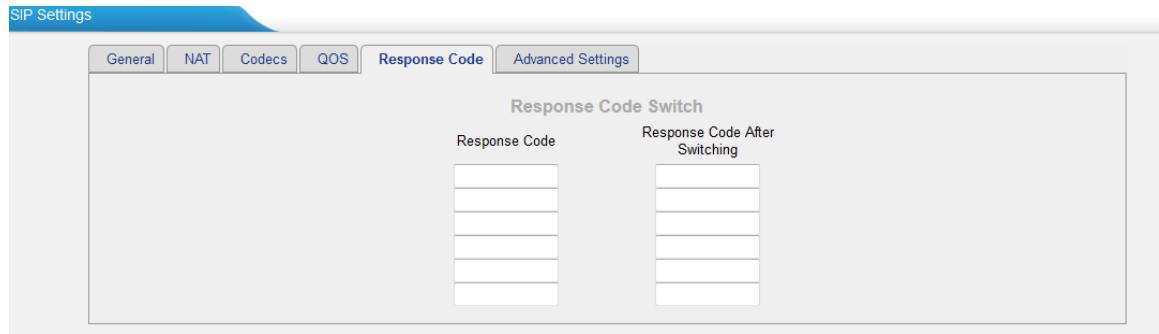 SIP Settings
General NAT Codecs QOS Response Code Advanced Settings
Response Code Switch
Response Code
Response Code After
Switching